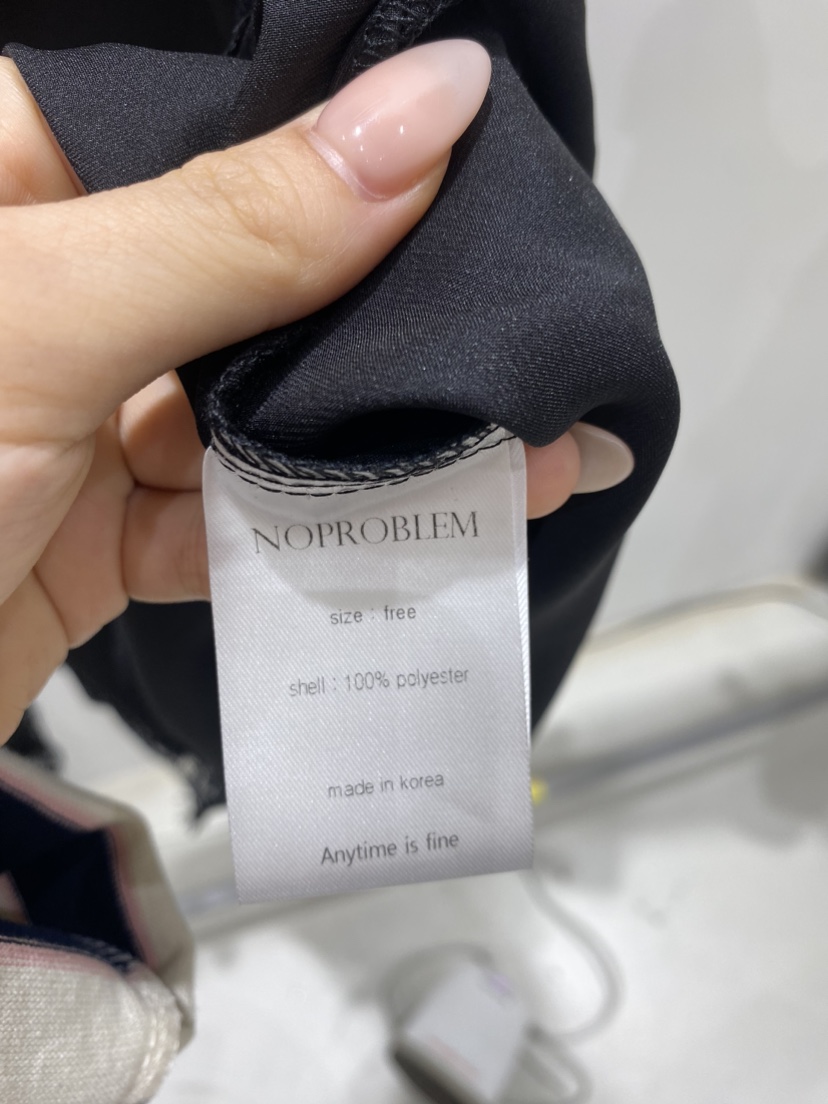 NOPROBLEM
size : free
shell : 100% polyester
made in korea
Anytime is fine